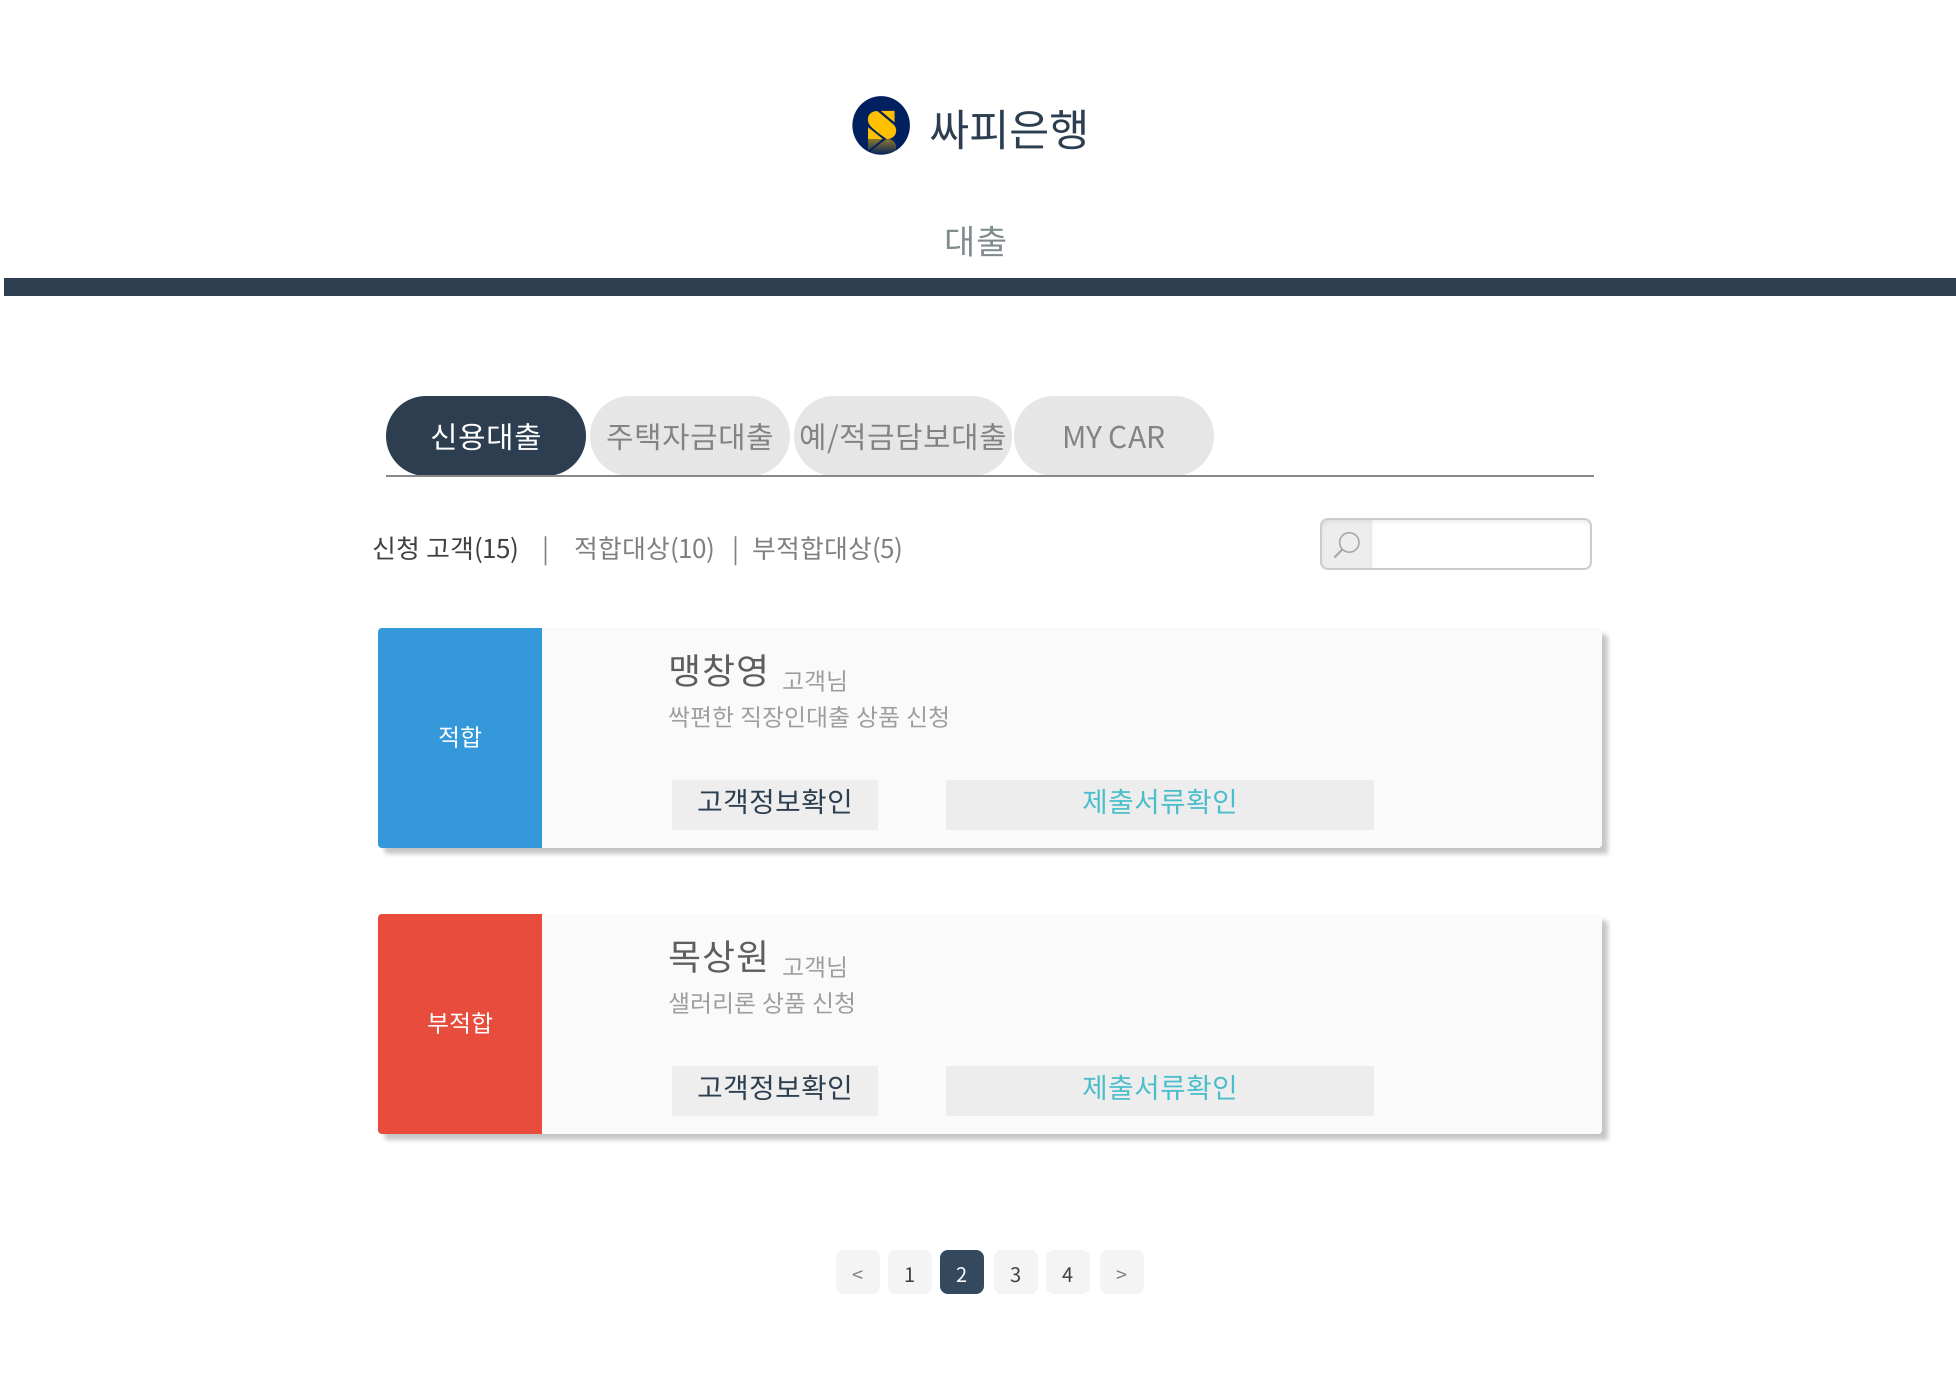 싸피은행
대출
신용대출 주택자금대출 예/적금담보대출 MY CAR
신청 고객(15) | 적합대상(10) | 부적합대상(5)
적합
맹창영 고객님
싹편한 직장인대출 상품 신청
고객정보확인 제출서류확인
부적합
목상원 고객님
샐러리론 상품 신청
고객정보확인 제출서류확인
< 1 2 3 4 >